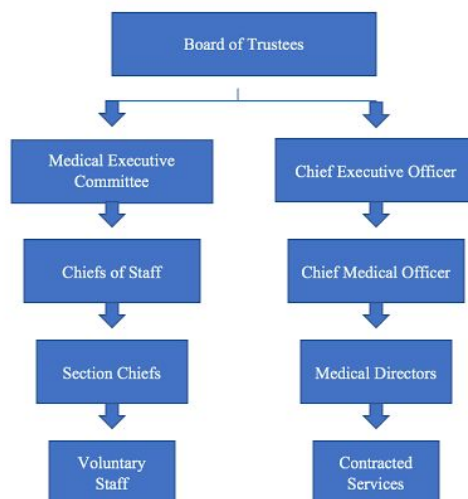 Board of Trustees
Medical Executive
Committee
Chief Executive Officer
Chiefs of Staff
Chief Medical Officer
Section Chiefs
Medical Directors
Voluntary
Staff
Contracted
Services